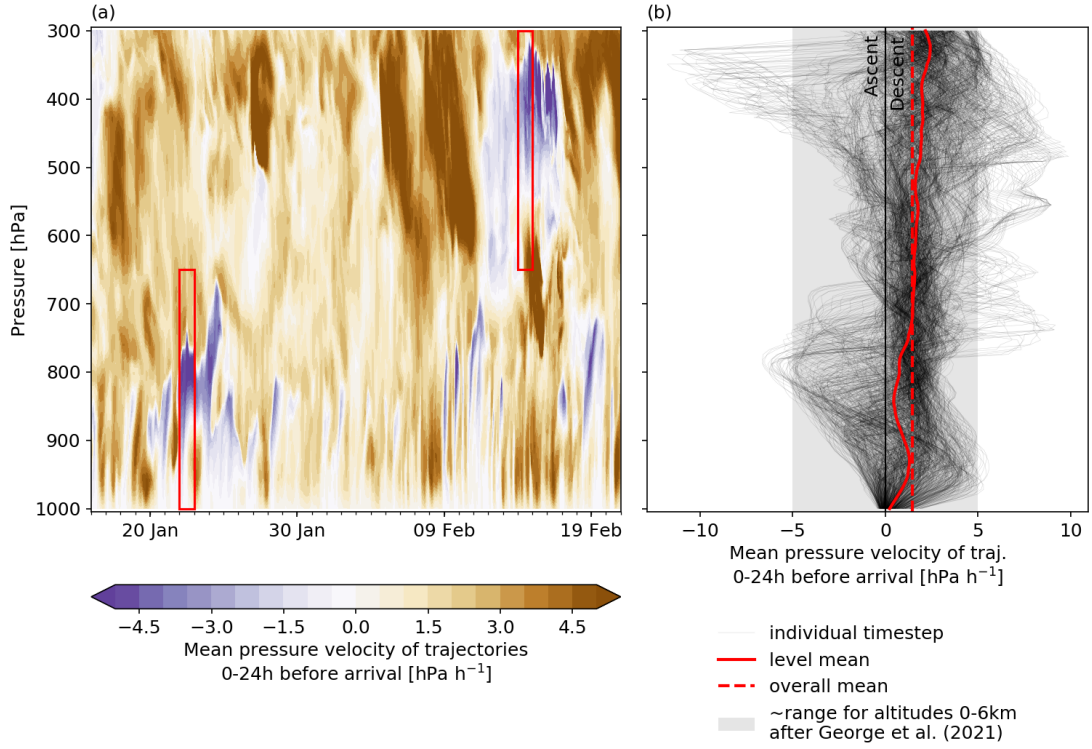 (a)
300
400
500
600
700
800
900
1000
Pressure [hPa]
20 Jan
30 Jan
09 Feb
19 Feb
−4.5
−3.0
−1.5
0.0
1.5
3.0
4.5
Mean pressure velocity of trajectories
0-24h before arrival [hPa h⁻¹]
(b)
Ascent
Descent
−10
−5
0
5
10
Mean pressure velocity of traj.
0-24h before arrival [hPa h⁻¹]
individual timestep
level mean
overall mean
~range for altitudes 0-6km
after George et al. (2021)